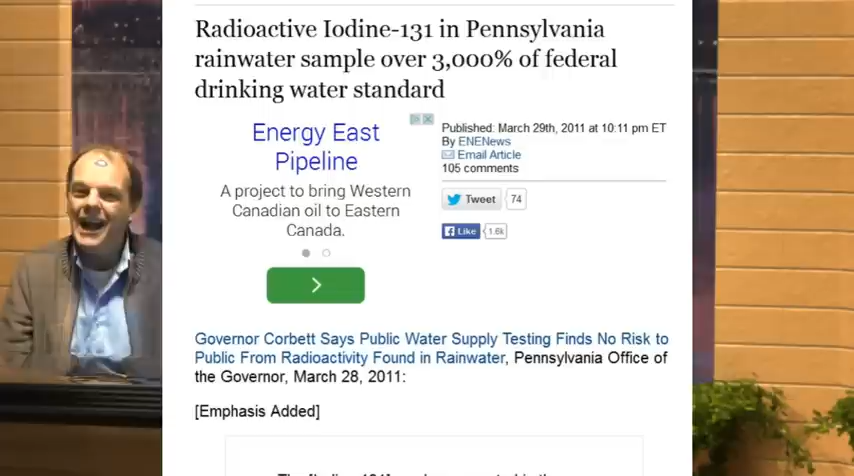 Radioactive Iodine-131 in Pennsylvania
rainwater sample over 3,000% of federal
drinking water standard
Energy East
Pipeline
A project to bring Western
Canadian oil to Eastern
Canada.
Published: March 29th, 2011 at 10:11 pm ET
By ENENews
Email Article
105 comments
Tweet 74
Like 1.6k
Governor Corbett Says Public Water Supply Testing Finds No Risk to
Public From Radioactivity Found in Rainwater, Pennsylvania Office of
the Governor, March 28, 2011:
[Emphasis Added]